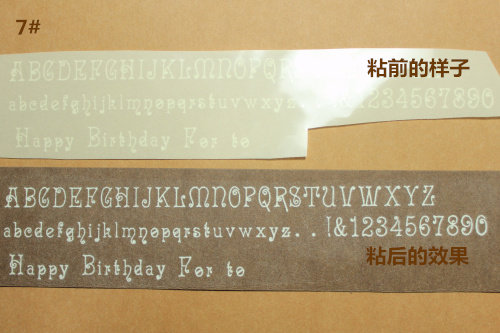 7#
粘前的样子
ABCDEFGHIJKLMNOPQRS
abcdefghijklmnopqrstuvwxyz. . !&1234567890
Happy Birthday For to
ABCDEFGHIJKLMNOPQRSTUVWXYZ
abcdefghijklmnopqrstuvwxyz. . !&1234567890
粘后的效果
Happy Birthday For to